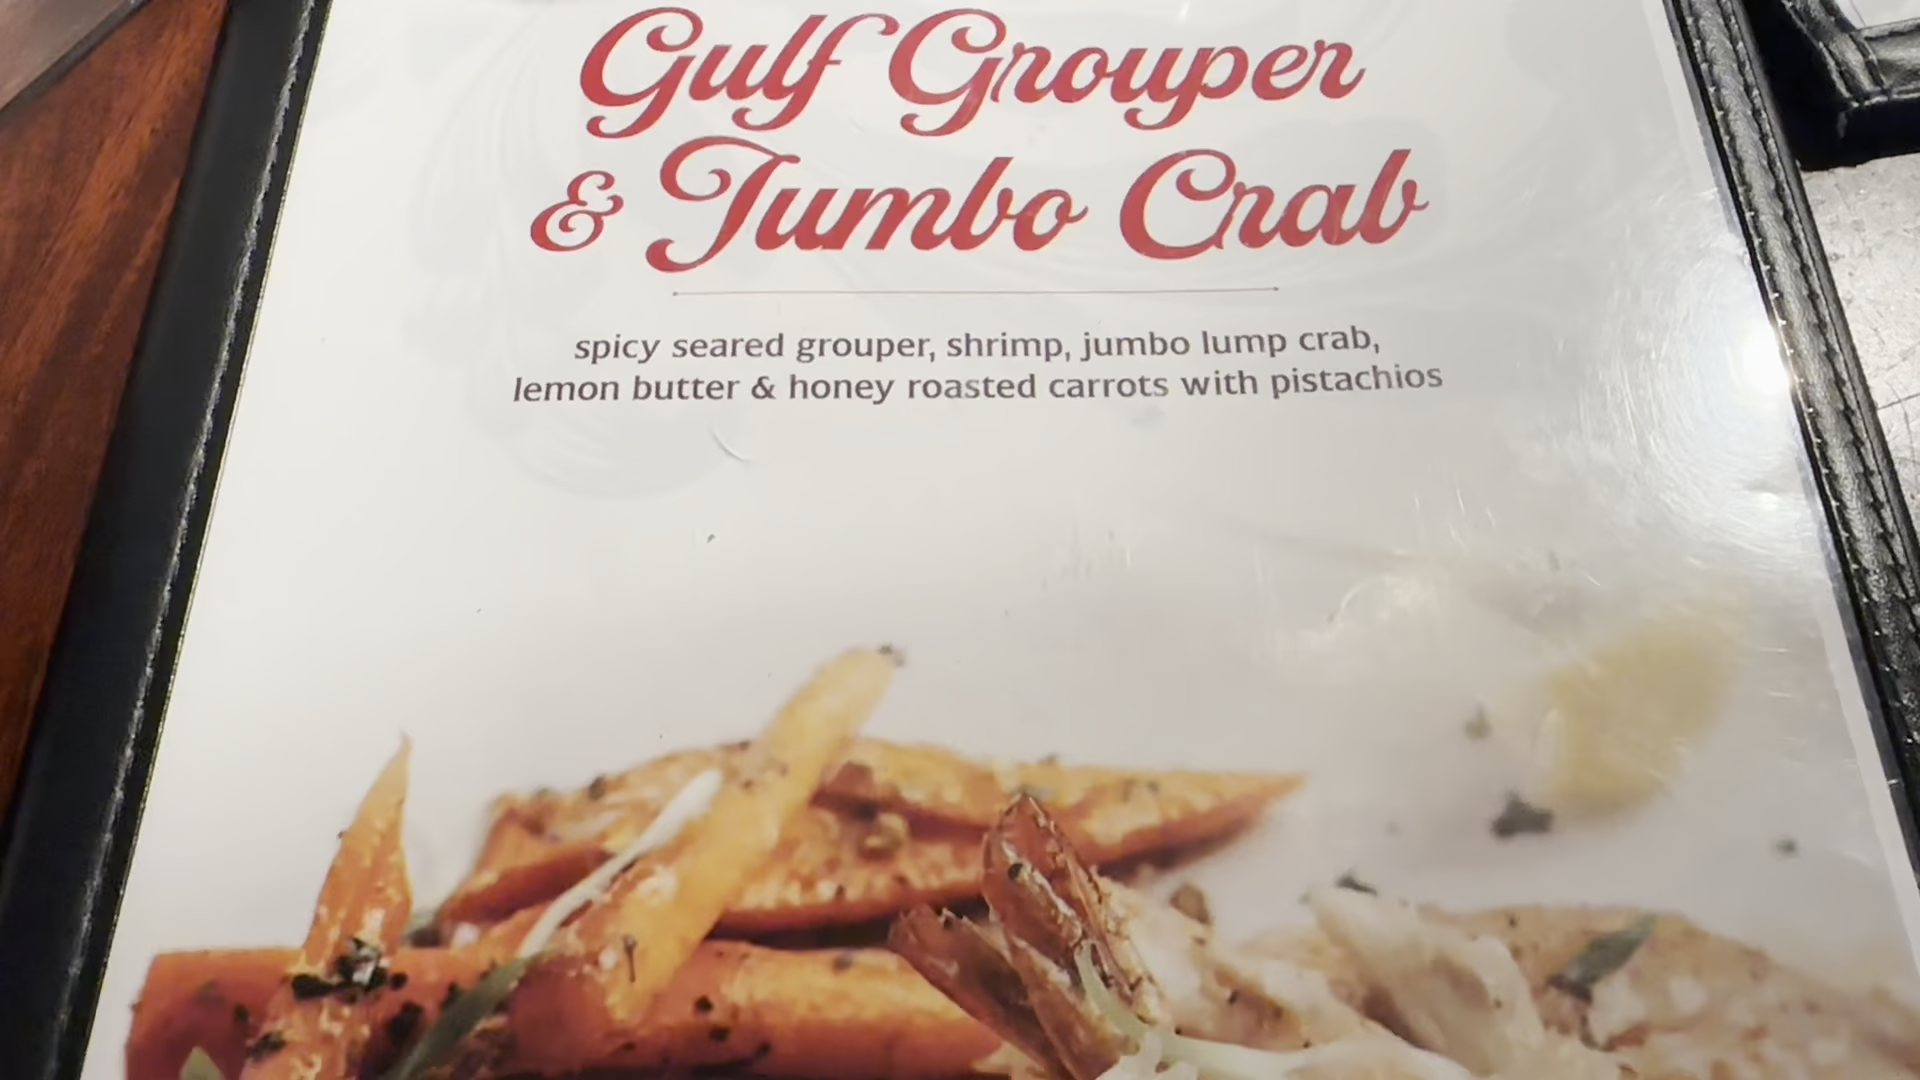 Gulf Grouper
& Jumbo Crab
spicy seared grouper, shrimp, jumbo lump crab,
lemon butter & honey roasted carrots with pistachios